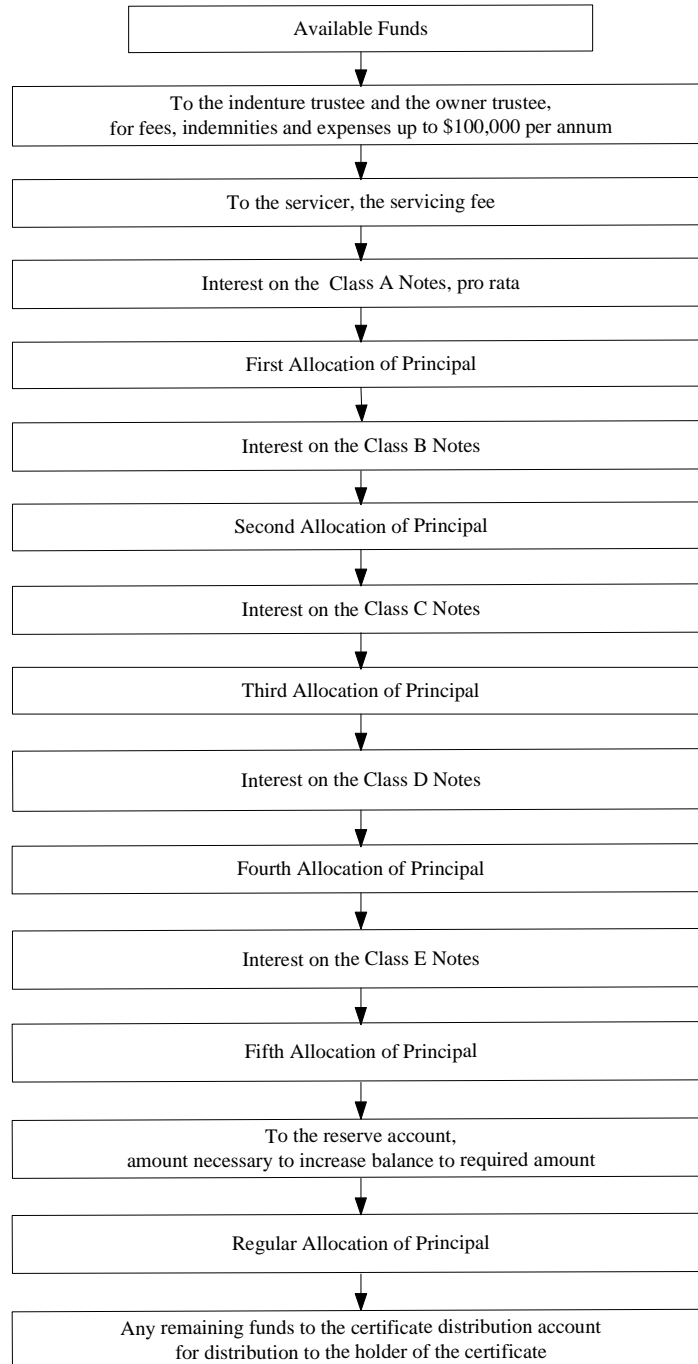 Available Funds
To the indenture trustee and the owner trustee,
for fees, indemnities and expenses up to $100,000 per annum
To the servicer, the servicing fee
Interest on the Class A Notes, pro rata
First Allocation of Principal
Interest on the Class B Notes
Second Allocation of Principal
Interest on the Class C Notes
Third Allocation of Principal
Interest on the Class D Notes
Fourth Allocation of Principal
Interest on the Class E Notes
Fifth Allocation of Principal
To the reserve account,
amount necessary to increase balance to required amount
Regular Allocation of Principal
Any remaining funds to the certificate distribution account
for distribution to the holder of the certificate